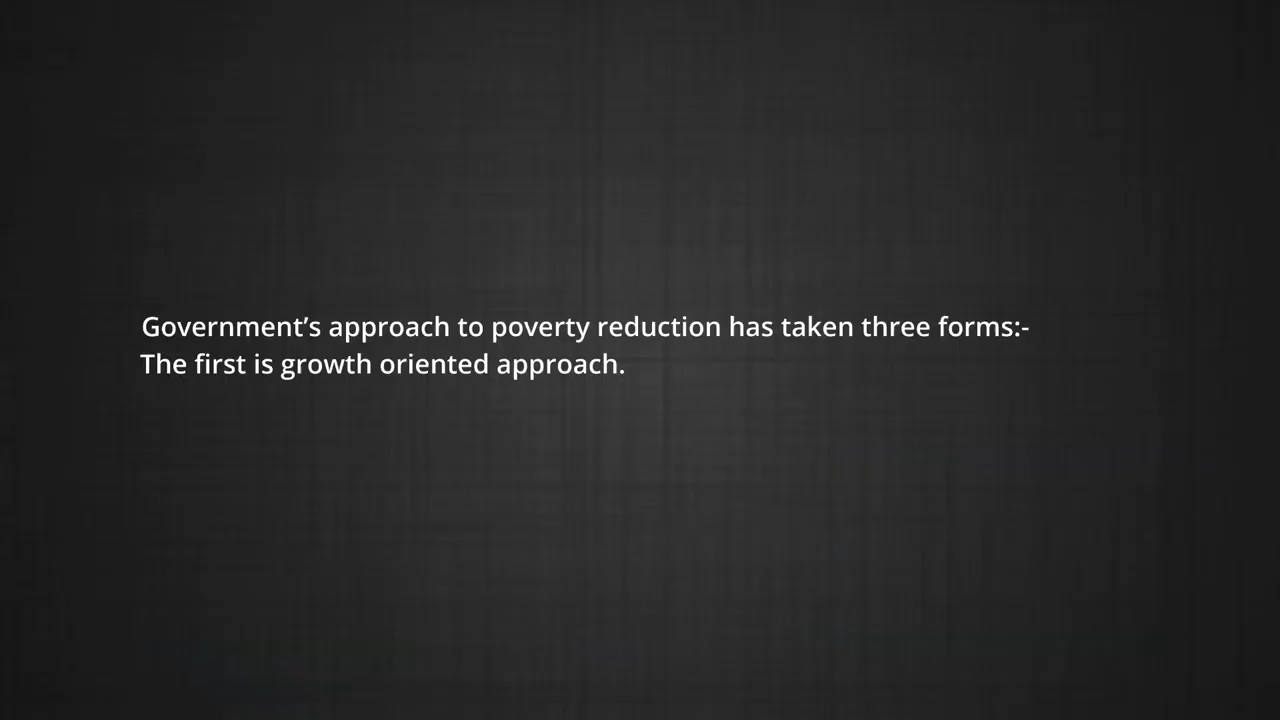 Government’s approach to poverty reduction has taken three forms:-
The first is growth oriented approach.